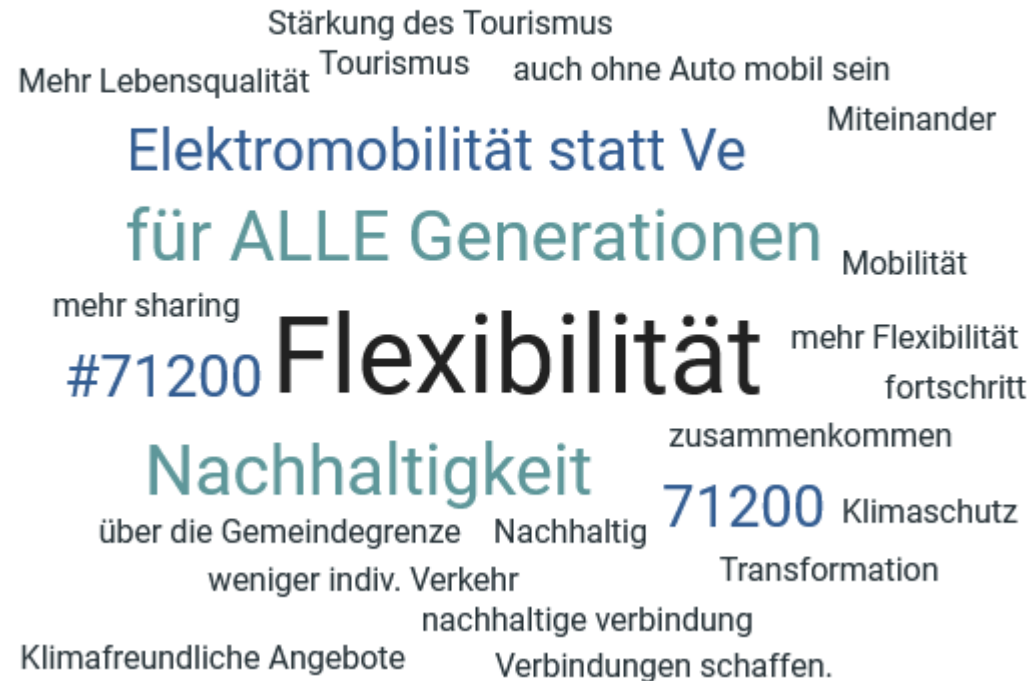 Stärkung des Tourismus
Mehr Lebensqualität
Tourismus
auch ohne Auto mobil sein
Miteinander
Elektromobilität statt Ve
für ALLE Generationen
Mobilität
mehr sharing
#71200
Flexibilität
mehr Flexibilität
fortschritt
zusammenkommen
Nachhaltigkeit
71200
Klimaschutz
über die Gemeindegrenze
Nachhaltig
Transformation
weniger indiv. Verkehr
nachhaltige verbindung
Klimafreundliche Angebote
Verbindungen schaffen.